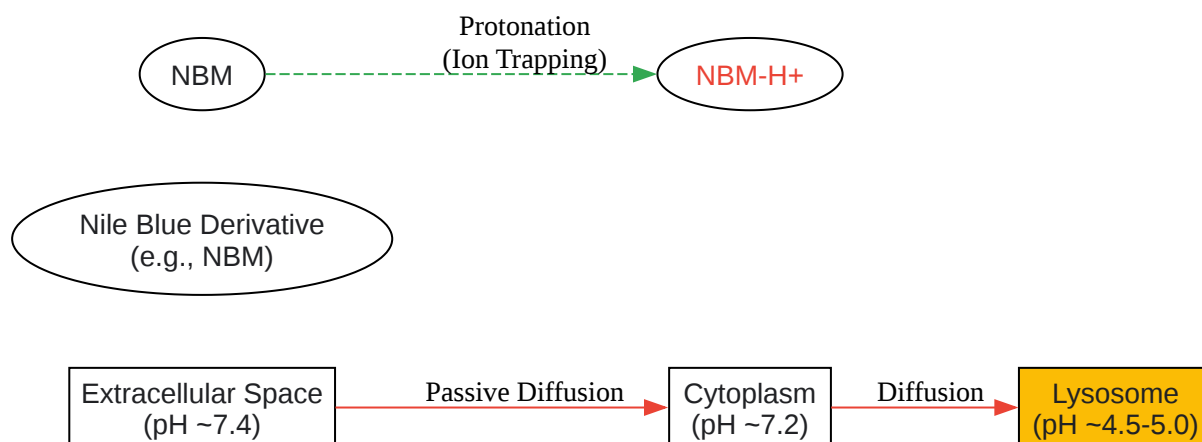 Protonation
(Ion Trapping)
NBM
NBM-H+
Nile Blue Derivative
(e.g., NBM)
Extracellular Space
(pH ~7.4)
Passive Diffusion
Cytoplasm
(pH ~7.2)
Diffusion
Lysosome
(pH ~4.5-5.0)